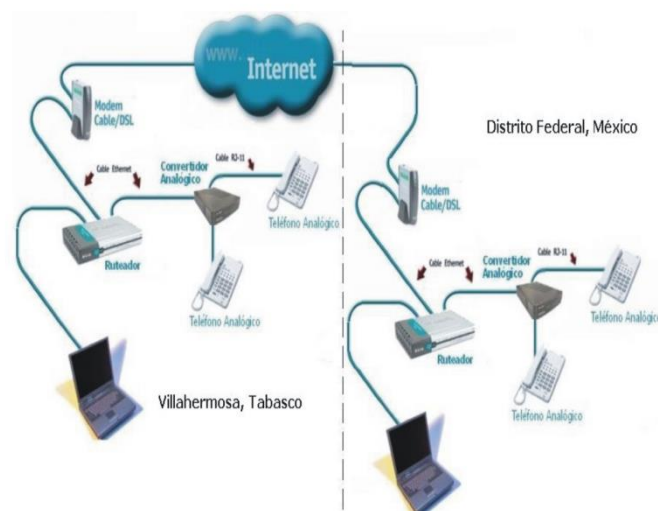 www.
Internet
Modem
Cable/DSL
Cable Ethernet
Convertidor
Analógico
Cable RJ-11
Teléfono Analógico
Ruteador
Teléfono Analógico
Villahermosa, Tabasco
Distrito Federal, México
Modem
Cable/DSL
Cable Ethernet
Convertidor
Analógico
Cable RJ-11
Teléfono Analógico
Ruteador
Teléfono Analógico